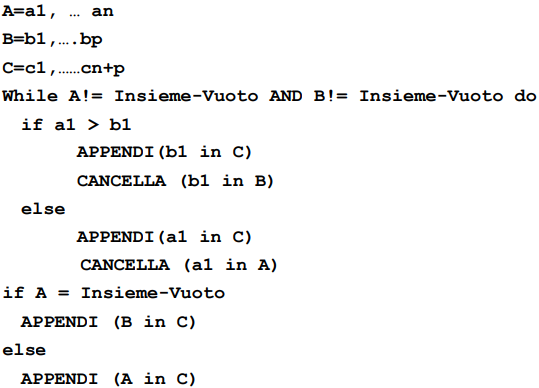 A=a1, … an
B=b1,….bp
C=c1,……cn+p
While A!= Insieme-Vuoto AND B!= Insieme-Vuoto do
if a1 > b1
APPENDI(b1 in C)
CANCELLA (b1 in B)
else
APPENDI(a1 in C)
CANCELLA (a1 in A)
if A = Insieme-Vuoto
APPENDI (B in C)
else
APPENDI (A in C)